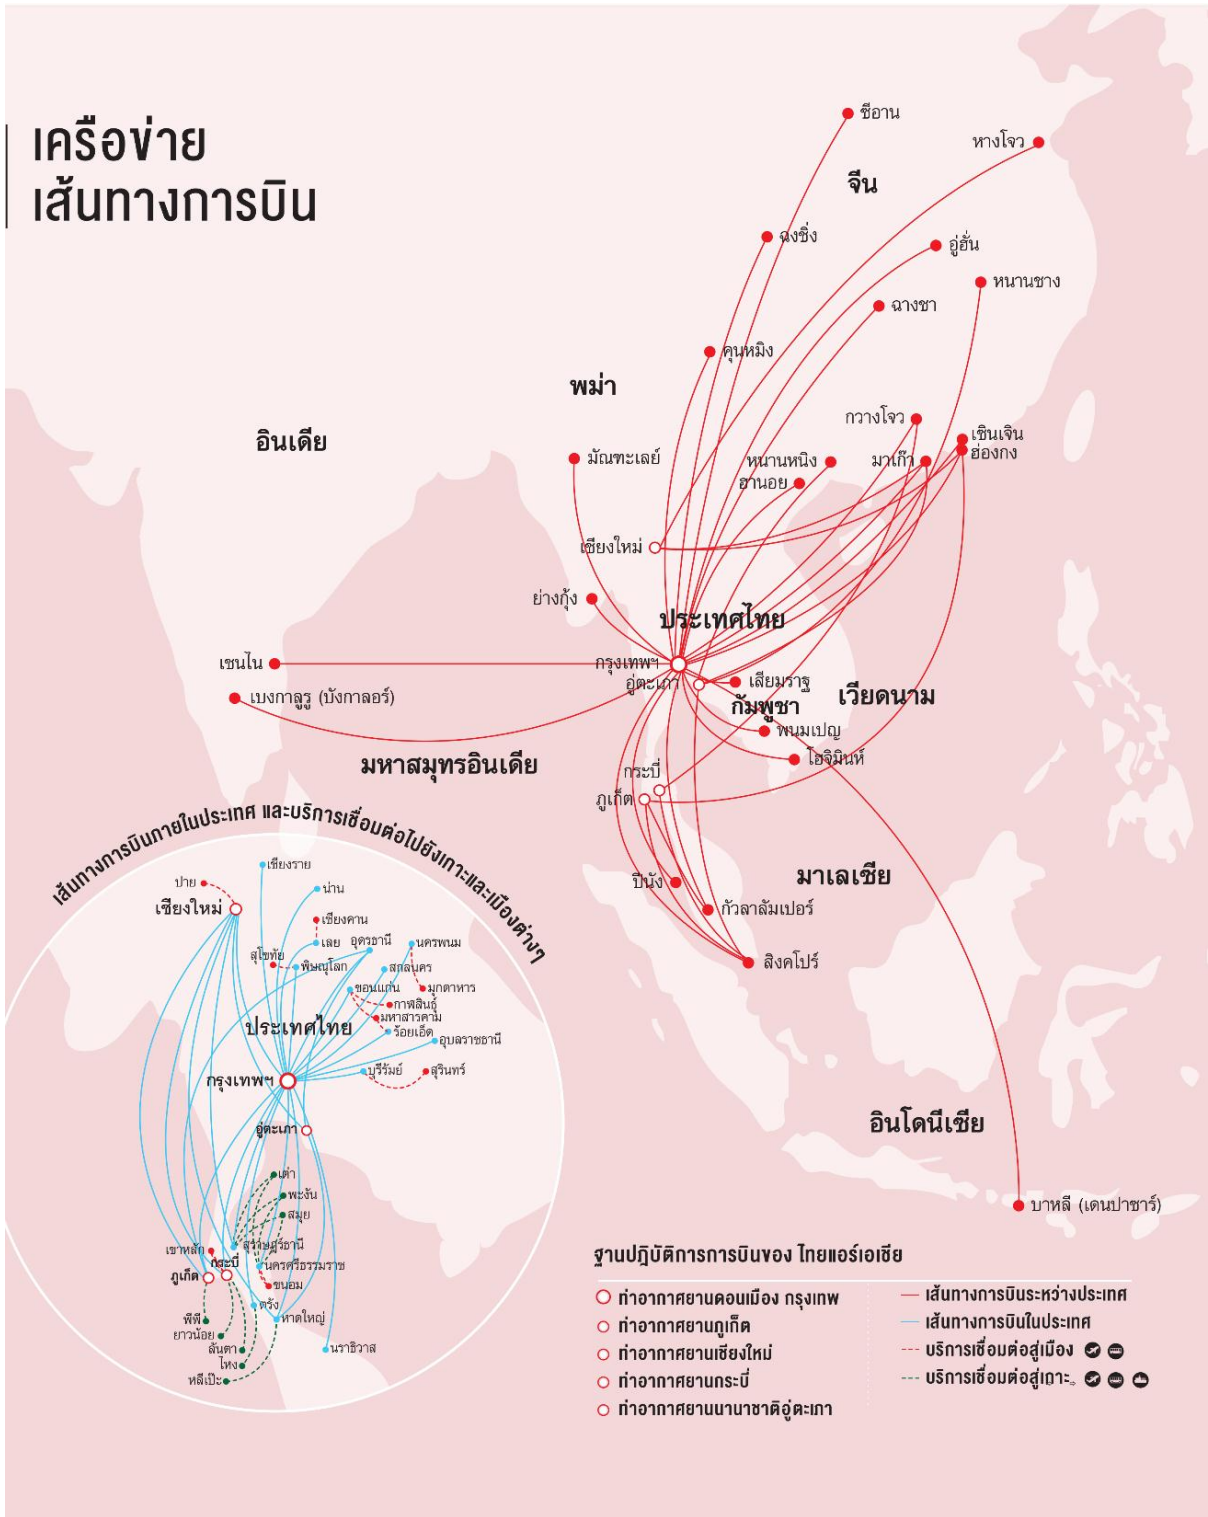 เครือข่าย
เส้นทางการบิน
ซีอาน
หางโจว
จีน
ฉงชิ่ง
อู่ฮั่น
หนานชาง
ฉางชา
คุนหมิง
พม่า
กวางโจว
อินเดีย
เซินเจิน
ฮ่องกง
มัณฑะเลย์
หนานหนิง
มาเก๊า
ฮานอย
เชียงใหม่
ย่างกุ้ง
ประเทศไทย
เชนไน
กรุงเทพฯ
อู่ตะเภา
เสียมราฐ
เบงกาลูรู (บังกาลอร์)
กัมพูชา
เวียดนาม
พนมเปญ
มหาสมุทรอินเดีย
โฮจิมินห์
กระบี่
ภูเก็ต
ปีนัง
มาเลเซีย
กัวลาลัมเปอร์
สิงคโปร์
อินโดนีเซีย
บาหลี (เดนปาซาร์)
เส้นทางการบินภายในประเทศ และบริการเชื่อมต่อไปยังเกาะและเมืองต่างๆ
เชียงราย
ปาย
น่าน
เชียงใหม่
เชียงคาน
เลย
อุดรธานี
นครพนม
สุโขทัย
พิษณุโลก
สกลนคร
ขอนแก่น
มุกดาหาร
กาฬสินธุ์
มหาสารคาม
ประเทศไทย
ร้อยเอ็ด
อุบลราชธานี
กรุงเทพฯ
บุรีรัมย์
สุรินทร์
อู่ตะเภา
เต่า
พะงัน
สมุย
สุราษฎร์ธานี
เขาหลัก
กระบี่
นครศรีธรรมราช
ภูเก็ต
ขนอม
ตรัง
พีพี
หาดใหญ่
ยาวน้อย
ลันตา
นราธิวาส
ไหง
หลีเป๊ะ
ฐานปฎิบัติการการบินของ ไทยแอร์เอเชีย
ท่าอากาศยานดอนเมือง กรุงเทพ
ท่าอากาศยานภูเก็ต
ท่าอากาศยานเชียงใหม่
ท่าอากาศยานกระบี่
ท่าอากาศยานนานาชาติอู่ตะเภา
เส้นทางการบินระหว่างประเทศ
เส้นทางการบินในประเทศ
บริการเชื่อมต่อสู่เมือง
บริการเชื่อมต่อสู่เกาะ